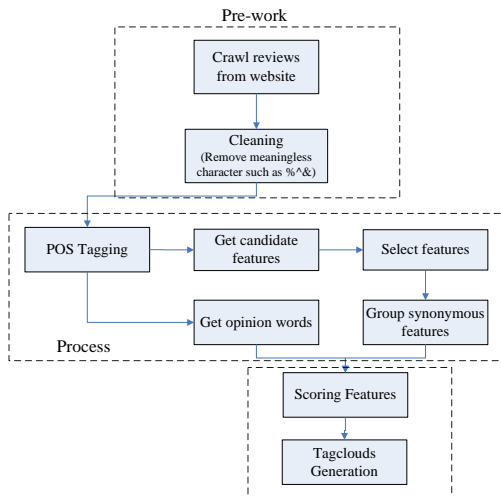 Pre-work
Crawl reviews
from website
Cleaning
(Remove meaningless
character such as %^&)
POS Tagging
Get candidate
features
Select features
Get opinion words
Group synonymous
features
Process
Scoring Features
Tagclouds
Generation